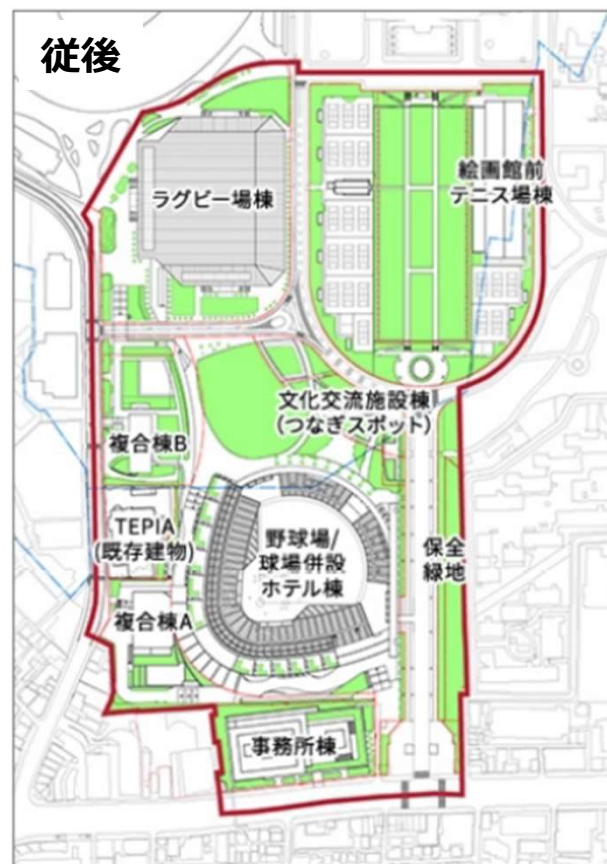 従後
ラグビー場棟
絵画館前
テニス場棟
文化交流施設棟
(つなぎスポット)
複合棟B
TEPIA
(既存建物)
野球場/
球場併設
ホテル棟
保全
緑地
複合棟A
事務所棟